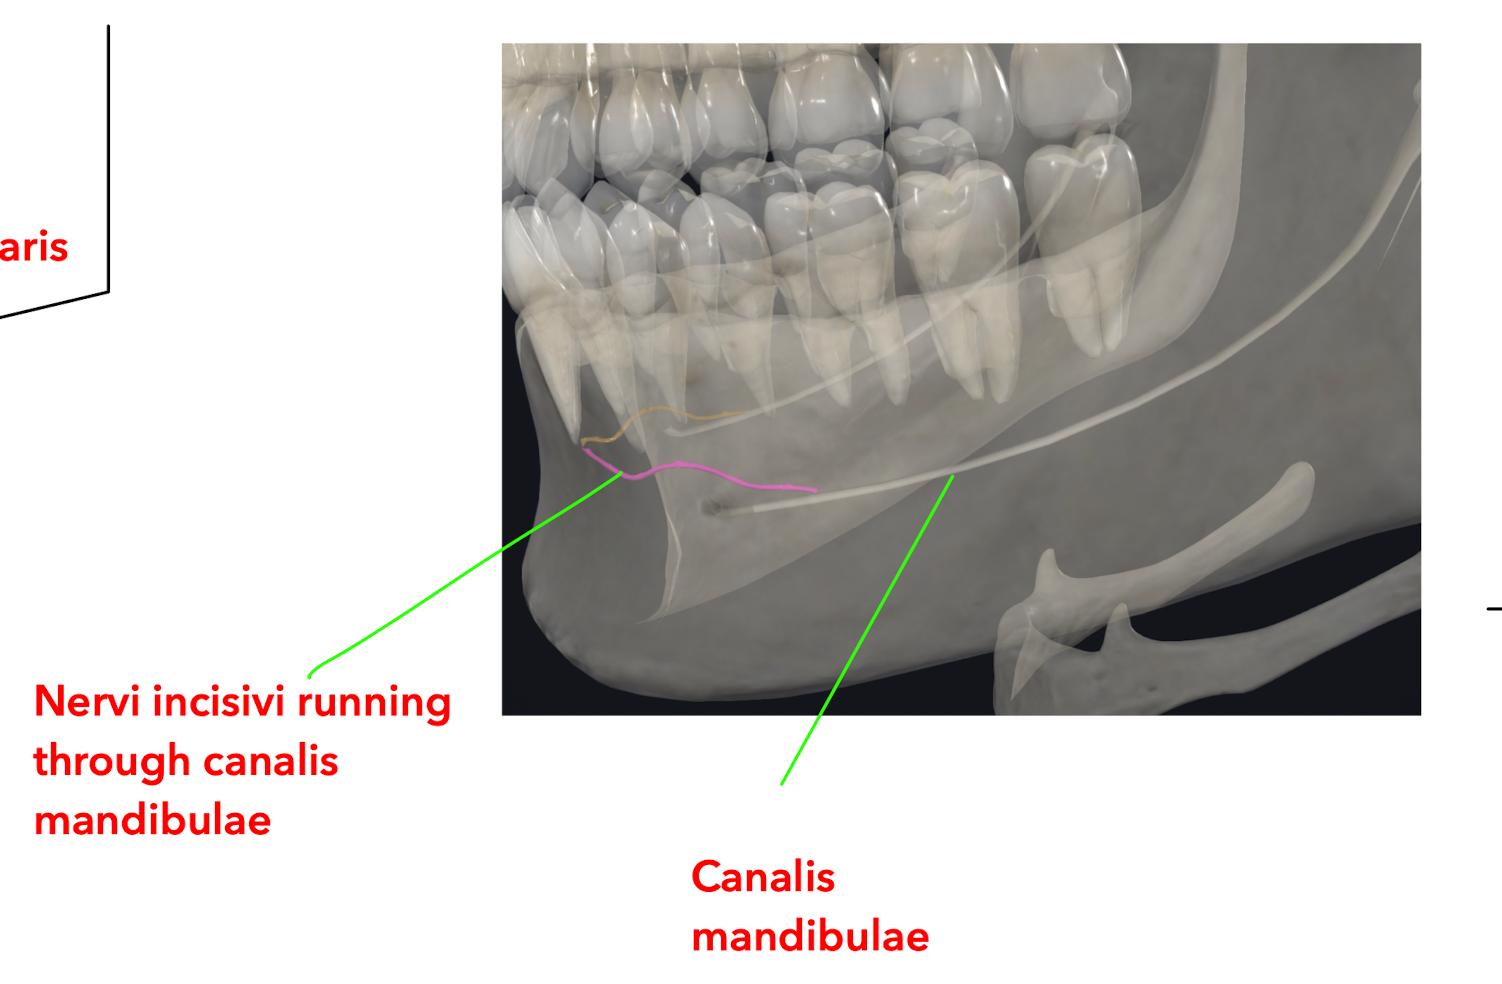 aris
Nervi incisivi running
through canalis
mandibulae
Canalis
mandibulae